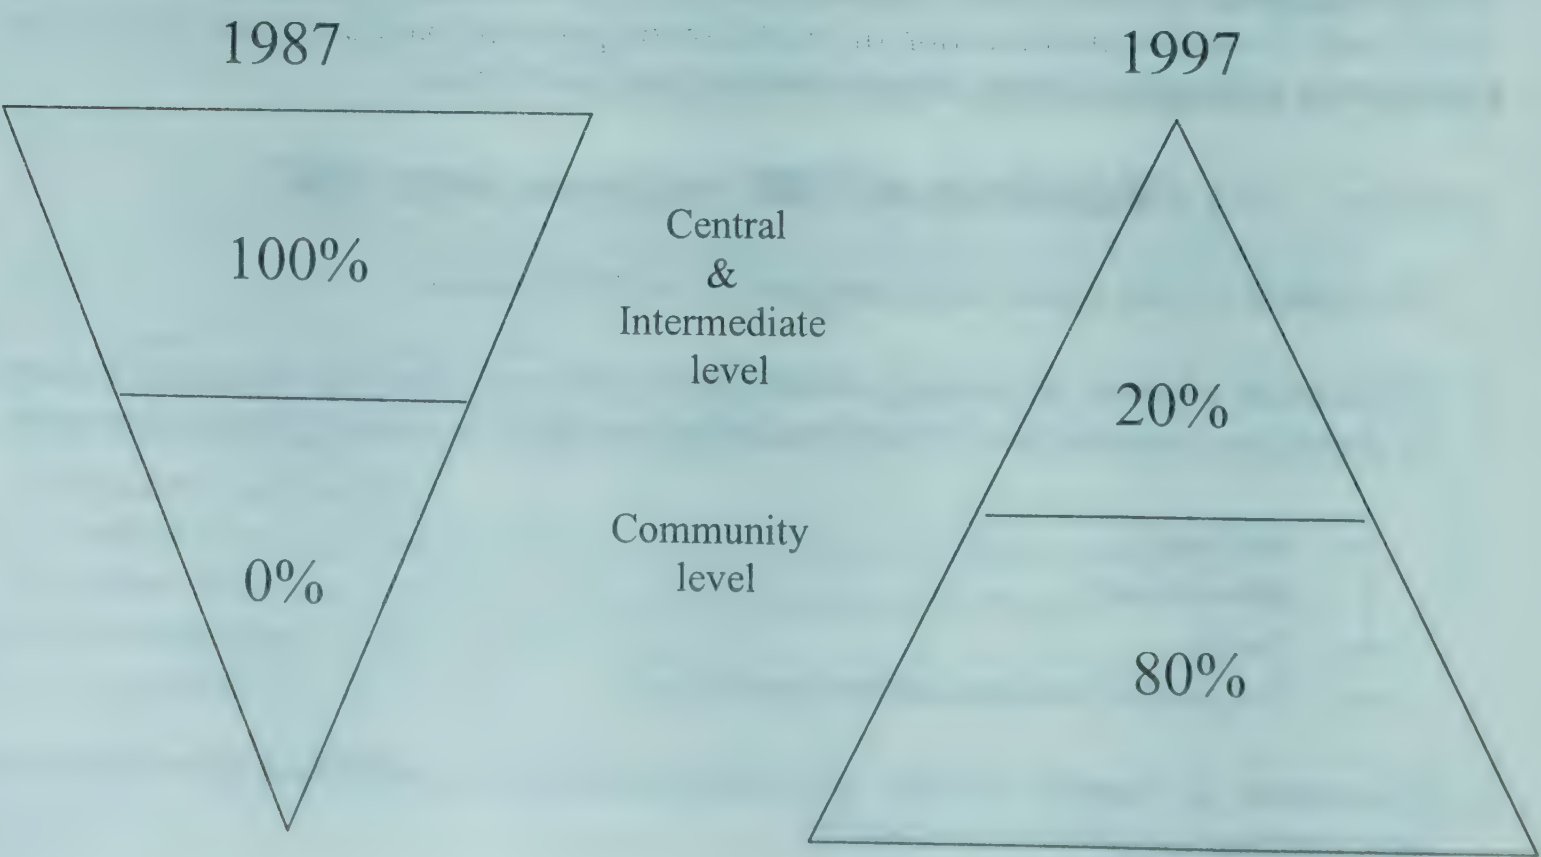 1987
1997
100%
Central
&
Intermediate
level
20%
Community
level
0%
80%